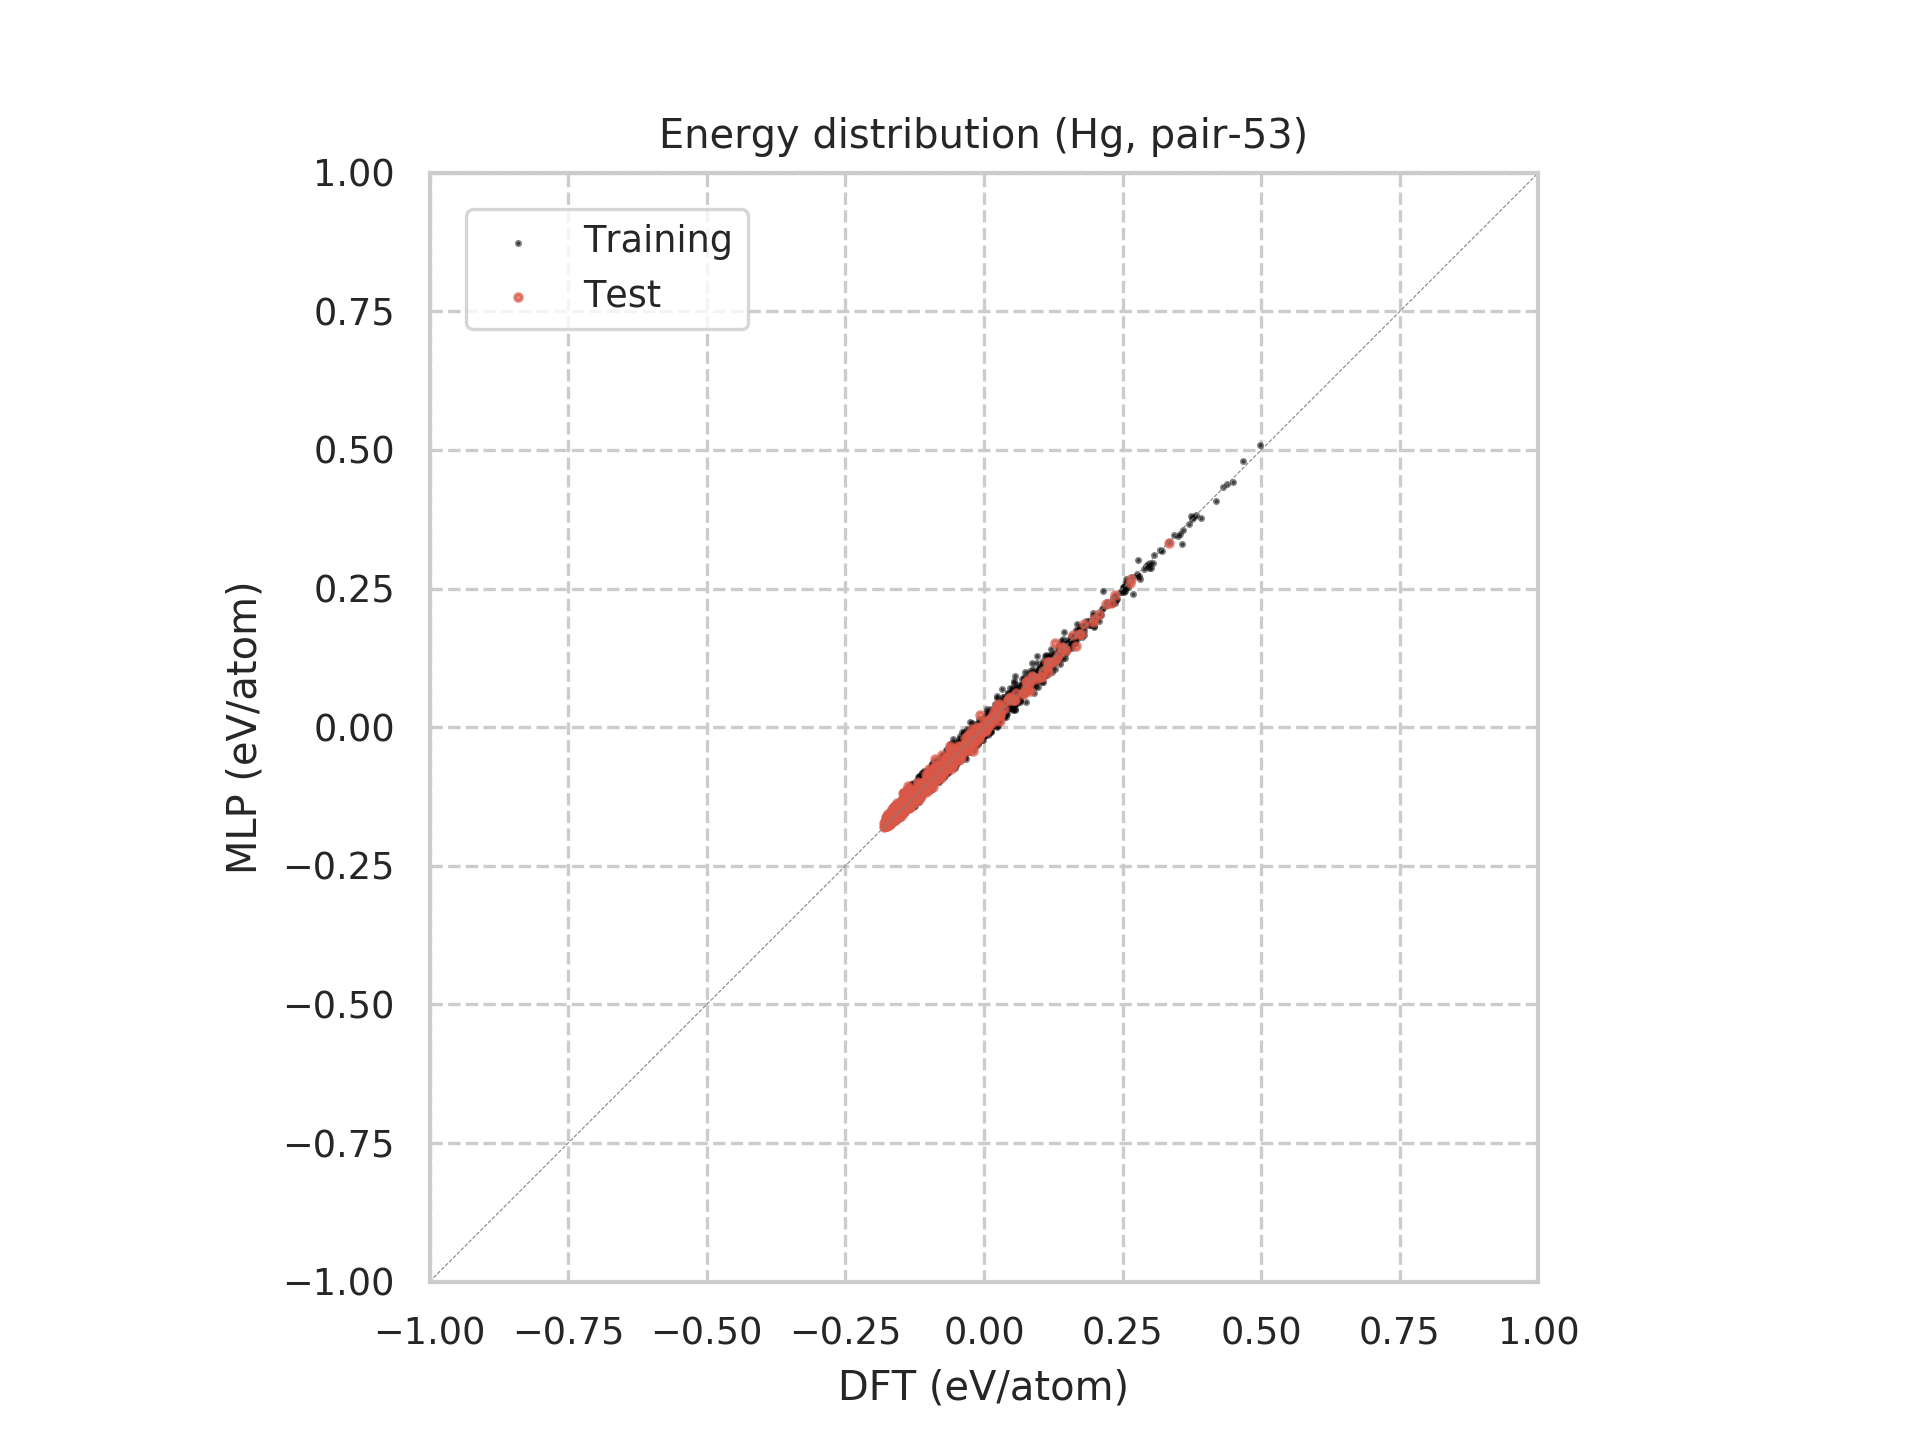 Energy distribution (Hg, pair-53)
1.00
0.75
0.50
0.25
0.00
−0.25
−0.50
−0.75
−1.00
MLP (eV/atom)
Training
Test
−1.00 −0.75 −0.50 −0.25 0.00 0.25 0.50 0.75 1.00
DFT (eV/atom)